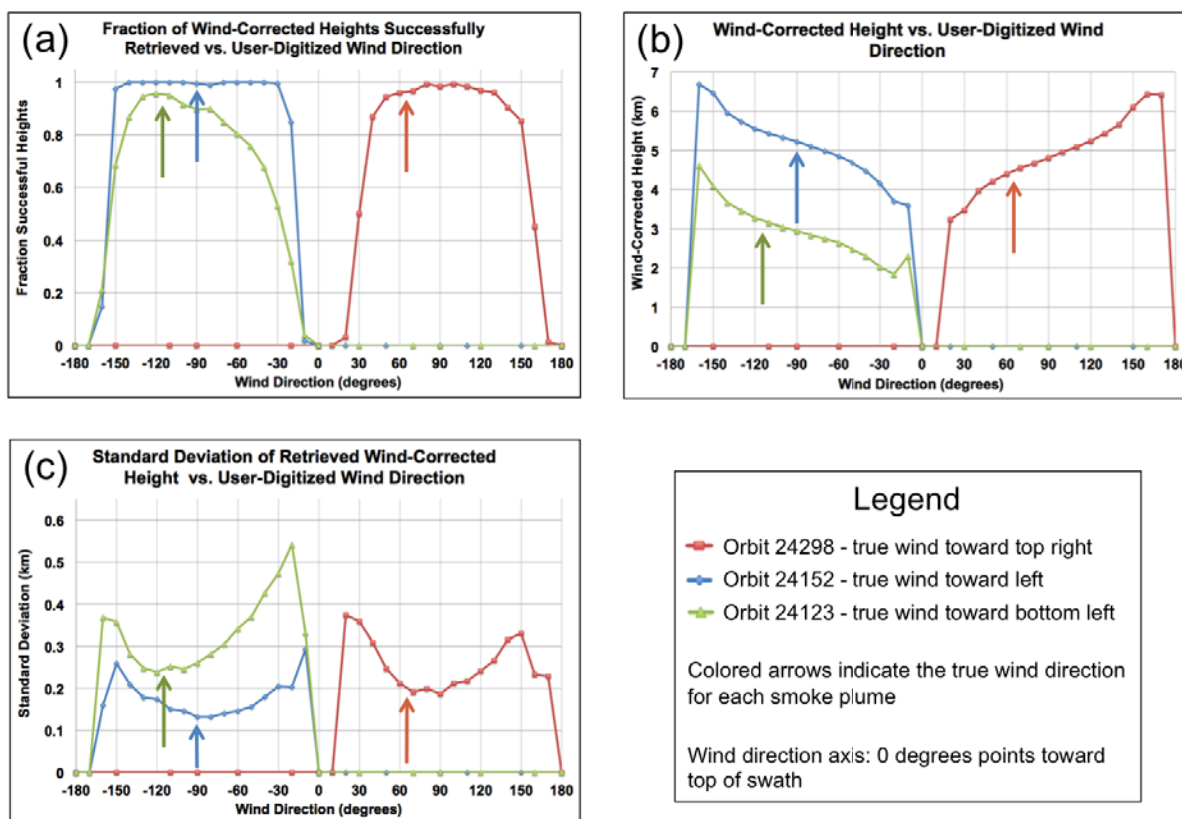 (a)
Fraction of Wind-Corrected Heights Successfully
Retrieved vs. User-Digitized Wind Direction
Fraction Successful Heights
1
0.8
0.6
0.4
0.2
0
-180 -150 -120 -90 -60 -30 0 30 60 90 120 150 180
Wind Direction (degrees)
(b)
Wind-Corrected Height vs. User-Digitized Wind
Direction
Wind-Corrected Height (km)
7
6
5
4
3
2
1
0
-180 -150 -120 -90 -60 -30 0 30 60 90 120 150 180
Wind Direction (degrees)
(c)
Standard Deviation of Retrieved Wind-Corrected
Height vs. User-Digitized Wind Direction
Standard Deviation (km)
0.6
0.5
0.4
0.3
0.2
0.1
0
-180 -150 -120 -90 -60 -30 0 30 60 90 120 150 180
Wind Direction (degrees)
Legend
Orbit 24298 - true wind toward top right
Orbit 24152 - true wind toward left
Orbit 24123 - true wind toward bottom left
Colored arrows indicate the true wind direction
for each smoke plume
Wind direction axis: 0 degrees points toward
top of swath